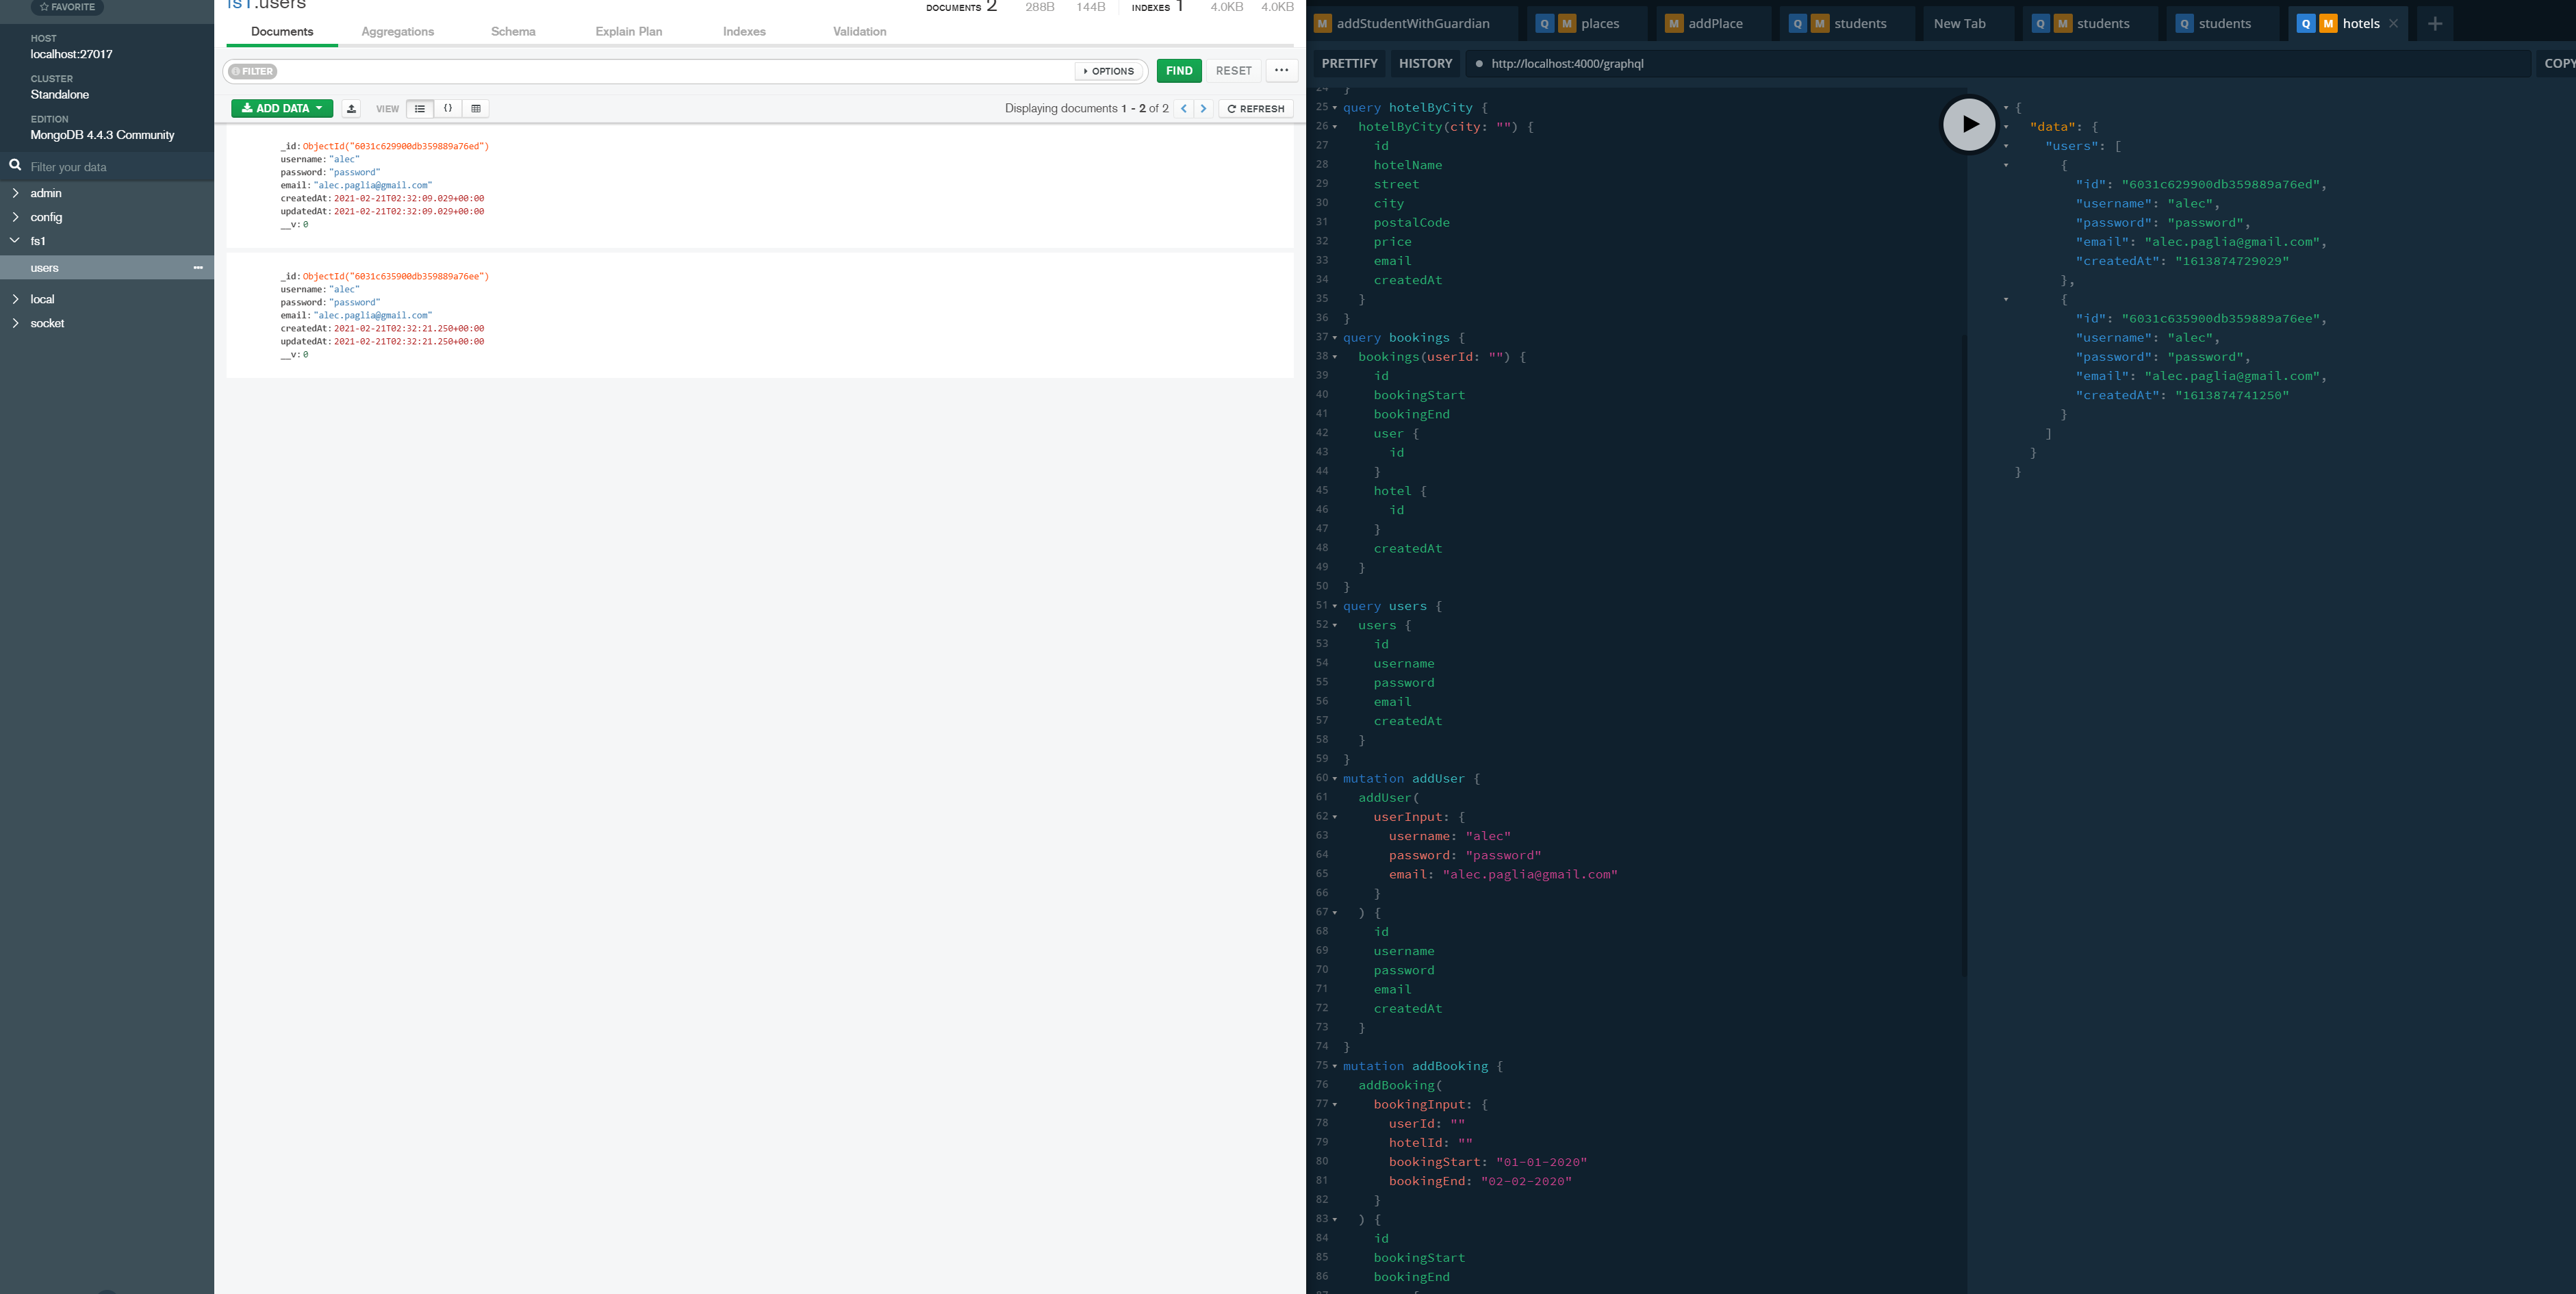 FAVORITE
HOST
localhost:27017
CLUSTER
Standalone
EDITION
MongoDB 4.4.3 Community
Filter your data
admin
config
fs1
users
local
socket
fs1.users
DOCUMENTS 2 288B 144B INDEXES 1 4.0KB 4.0KB
Documents Aggregations Schema Explain Plan Indexes Validation
FILTER OPTIONS FIND RESET ...
ADD DATA VIEW {} Displaying documents 1 - 2 of 2 REFRESH
_id: ObjectId("6031c629900db359889a76ed")
username: "alec"
password: "password"
email: "alec.paglia@gmail.com"
createdAt: 2021-02-21T02:32:09.029+00:00
updatedAt: 2021-02-21T02:32:09.029+00:00
__v: 0
_id: ObjectId("6031c635900db359889a76ee")
username: "alec"
password: "password"
email: "alec.paglia@gmail.com"
createdAt: 2021-02-21T02:32:21.250+00:00
updatedAt: 2021-02-21T02:32:21.250+00:00
__v: 0
M addStudentWithGuardian Q M places M addPlace Q M students New Tab Q M students Q students Q M hotels
PRETTIFY HISTORY http://localhost:4000/graphql COPY
24 }
25 query hotelByCity {
26 hotelByCity(city: "") {
27 id
28 hotelName
29 street
30 city
31 postalCode
32 price
33 email
34 createdAt
35 }
36 }
37 query bookings {
38 bookings(userId: "") {
39 id
40 bookingStart
41 bookingEnd
42 user {
43 id
44 }
45 hotel {
46 id
47 }
48 createdAt
49 }
50 }
51 query users {
52 users {
53 id
54 username
55 password
56 email
57 createdAt
58 }
59 }
60 mutation addUser {
61 addUser(
62 userInput: {
63 username: "alec"
64 password: "password"
65 email: "alec.paglia@gmail.com"
66 }
67 ) {
68 id
69 username
70 password
71 email
72 createdAt
73 }
74 }
75 mutation addBooking {
76 addBooking(
77 bookingInput: {
78 userId: ""
79 hotelId: ""
80 bookingStart: "01-01-2020"
81 bookingEnd: "02-02-2020"
82 }
83 ) {
84 id
85 bookingStart
86 bookingEnd
{
"data": {
"users": [
{
"id": "6031c629900db359889a76ed",
"username": "alec",
"password": "password",
"email": "alec.paglia@gmail.com",
"createdAt": "1613874729029"
},
{
"id": "6031c635900db359889a76ee",
"username": "alec",
"password": "password",
"email": "alec.paglia@gmail.com",
"createdAt": "1613874741250"
}
]
}
}